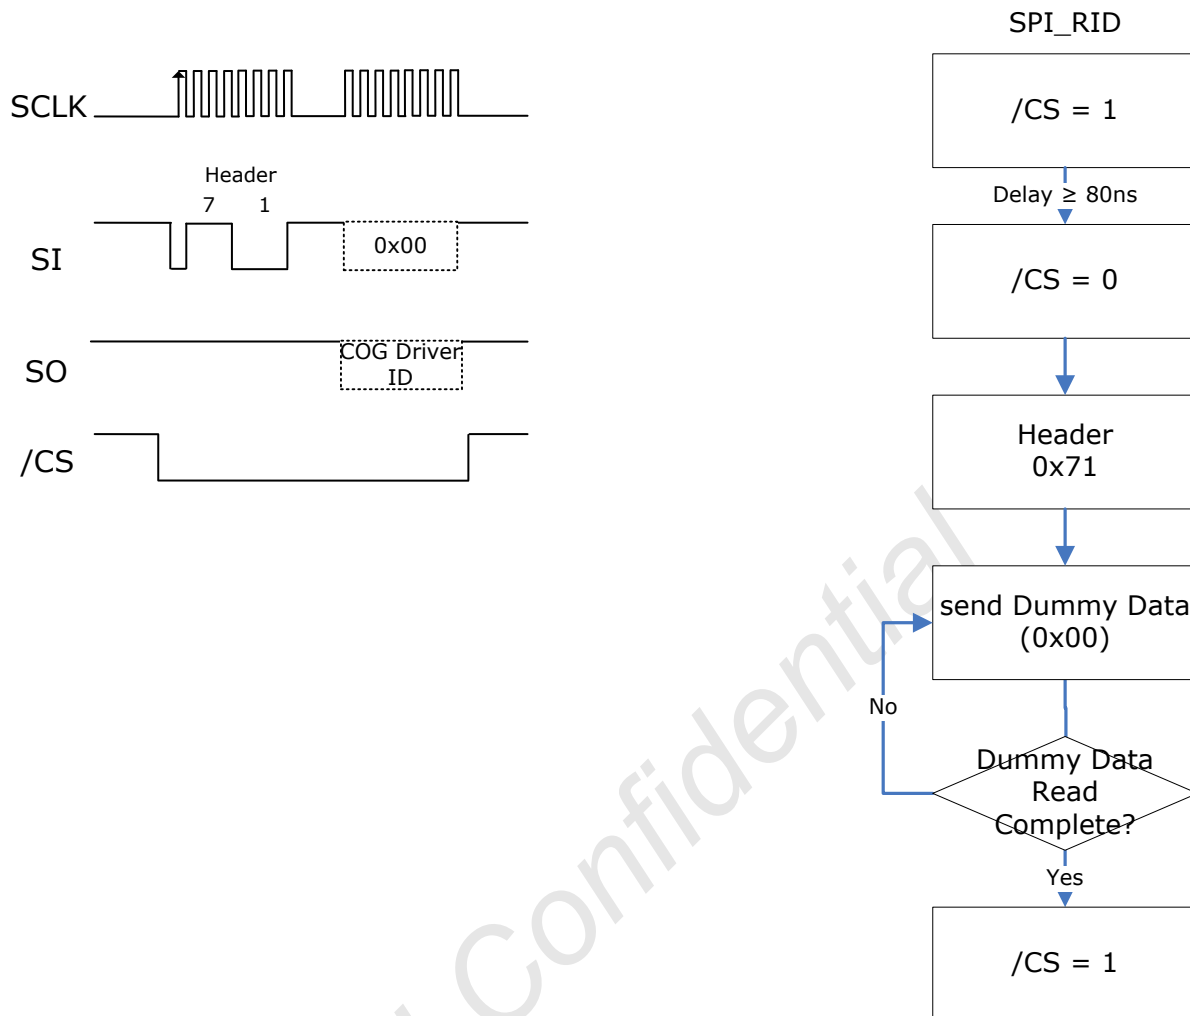 SCLK
Header
7 1
SI
0x00
SO
COG Driver
ID
/CS
SPI_RID
/CS = 1
Delay ≥ 80ns
/CS = 0
Header
0x71
send Dummy Data
(0x00)
No
Dummy Data
Read
Complete?
Yes
/CS = 1
Confidential